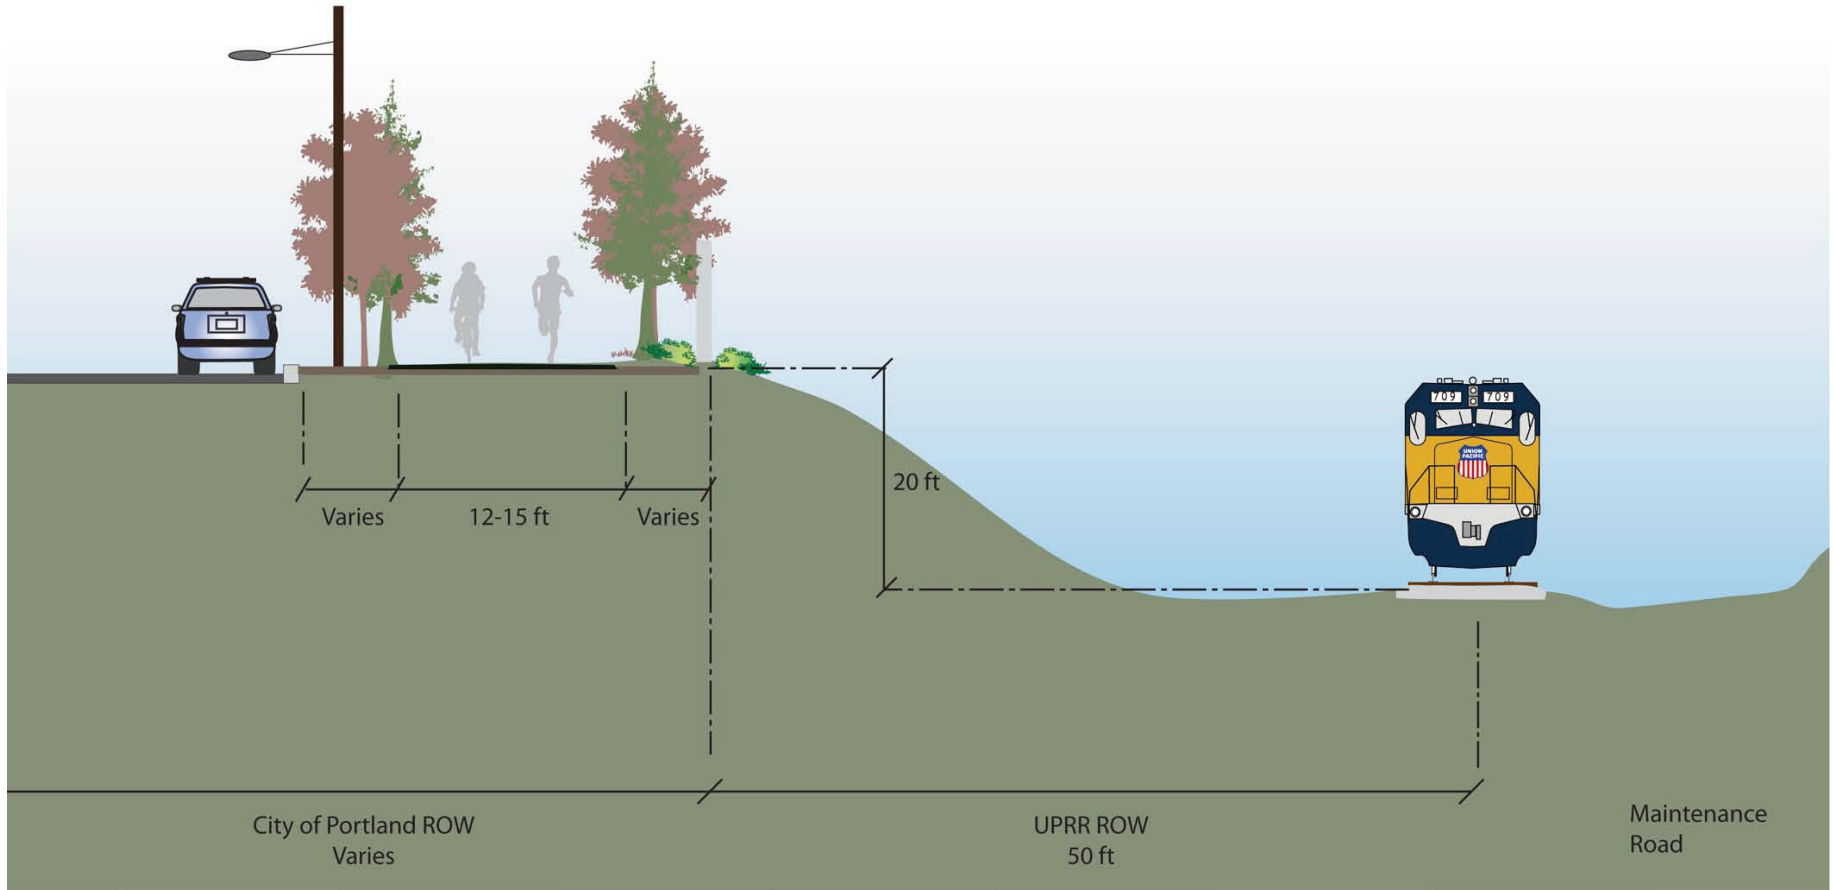 709 709
UNION
PACIFIC
20 ft
Varies
12-15 ft
Varies
City of Portland ROW
Varies
UPRR ROW
50 ft
Maintenance
Road